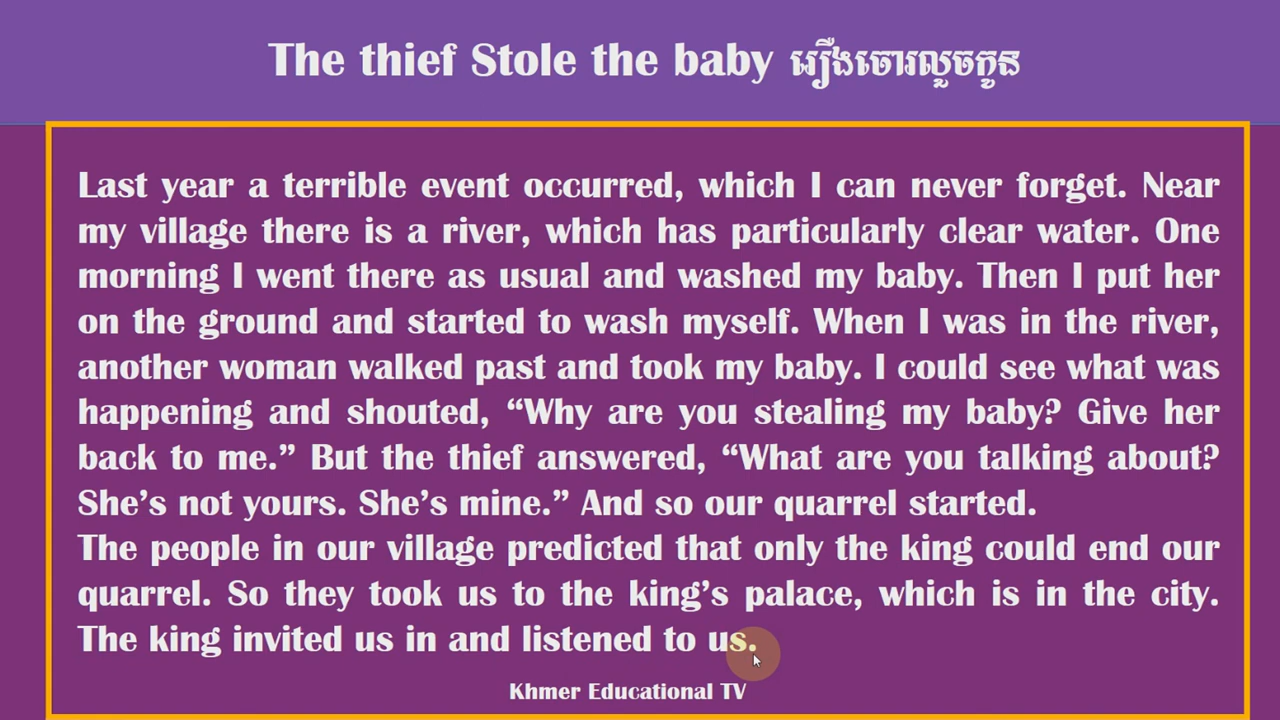 The thief Stole the baby រឿងចោរលួចកូន
Last year a terrible event occurred, which I can never forget. Near
my village there is a river, which has particularly clear water. One
morning I went there as usual and washed my baby. Then I put her
on the ground and started to wash myself. When I was in the river,
another woman walked past and took my baby. I could see what was
happening and shouted, “Why are you stealing my baby? Give her
back to me.” But the thief answered, “What are you talking about?
She’s not yours. She’s mine.” And so our quarrel started.
The people in our village predicted that only the king could end our
quarrel. So they took us to the king’s palace, which is in the city.
The king invited us in and listened to us.
Khmer Educational TV